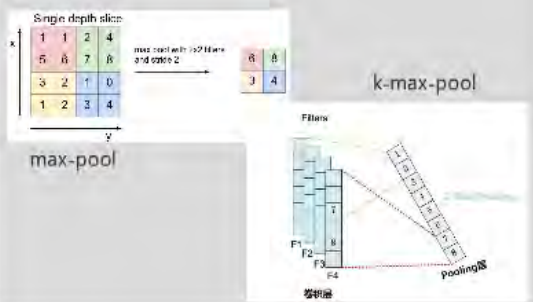 Single depth slice
x
1 1 2 4
5 6 7 8
3 2 1 0
1 2 3 4
y
max pool with 2x2 filters
and stride 2
6 8
3 4
max-pool
k-max-pool
Filters
7
8
F1
F2
F3
F4
卷积层
Pooling层